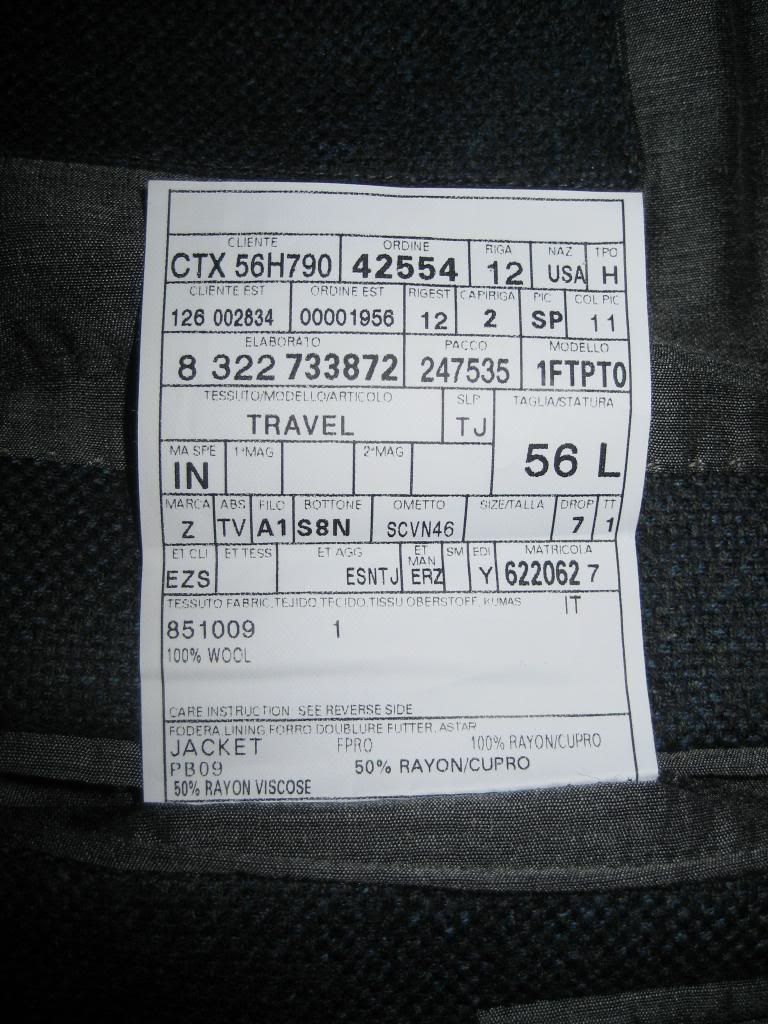 CLIENTE ORDINE RIGA NAZ TPO
CTX 56H790 42554 12 USA H
CLIENTE EST ORDINE EST RIGEST CAPIRIGA PIC COL PIC
126 002834 00001956 12 2 SP 11
ELABORATO PACCO MODELLO
8 322 733872 247535 1FTPT0
TESSUTO/MODELLO/ARTICOLO SLP TAGLIA/STATURA
TRAVEL TJ 56 L
MA SPE 1°MAG 2°MAG
IN
MARCA ABS FILO BOTTONE OMETTO SIZE/TALLA DROP TT
Z TV A1 S8N SCVN46 7 1
ET CLI ET TESS ET AGG ET MAN SM EDI MATRICOLA
EZS ESNTJ ERZ Y 622062 7
TESSUTO FABRIC, TEJIDO TECIDO TISSU OBERSTOFF, KUMAS IT
851009 1
100% WOOL
CARE INSTRUCTION: SEE REVERSE SIDE
FODERA LINING FORRO DOUBLURE FUTTER, ASTAR
JACKET FPRO 100% RAYON/CUPRO
PB09 50% RAYON/CUPRO
50% RAYON VISCOSE